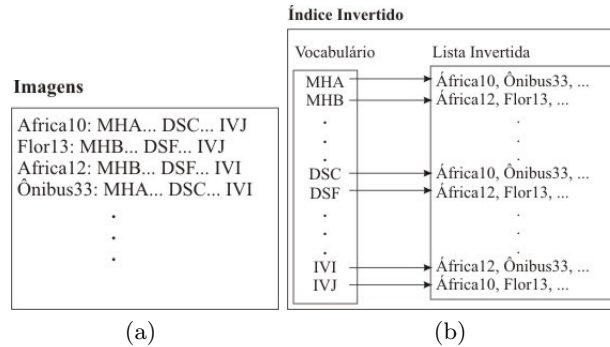 Imagens
Africa10: MHA... DSC... IVJ
Flor13: MHB... DSF... IVJ
Africa12: MHB... DSF... IVI
Ônibus33: MHA... DSC... IVI
.
.
.
(a)
Índice Invertido
Vocabulário Lista Invertida
MHA África10, Ônibus33, ...
MHB África12, Flor13, ...
. .
. .
. .
DSC África10, Ônibus33, ...
DSF África12, Flor13, ...
. .
. .
. .
IVI África12, Ônibus33, ...
IVJ África10, Flor13, ...
(b)